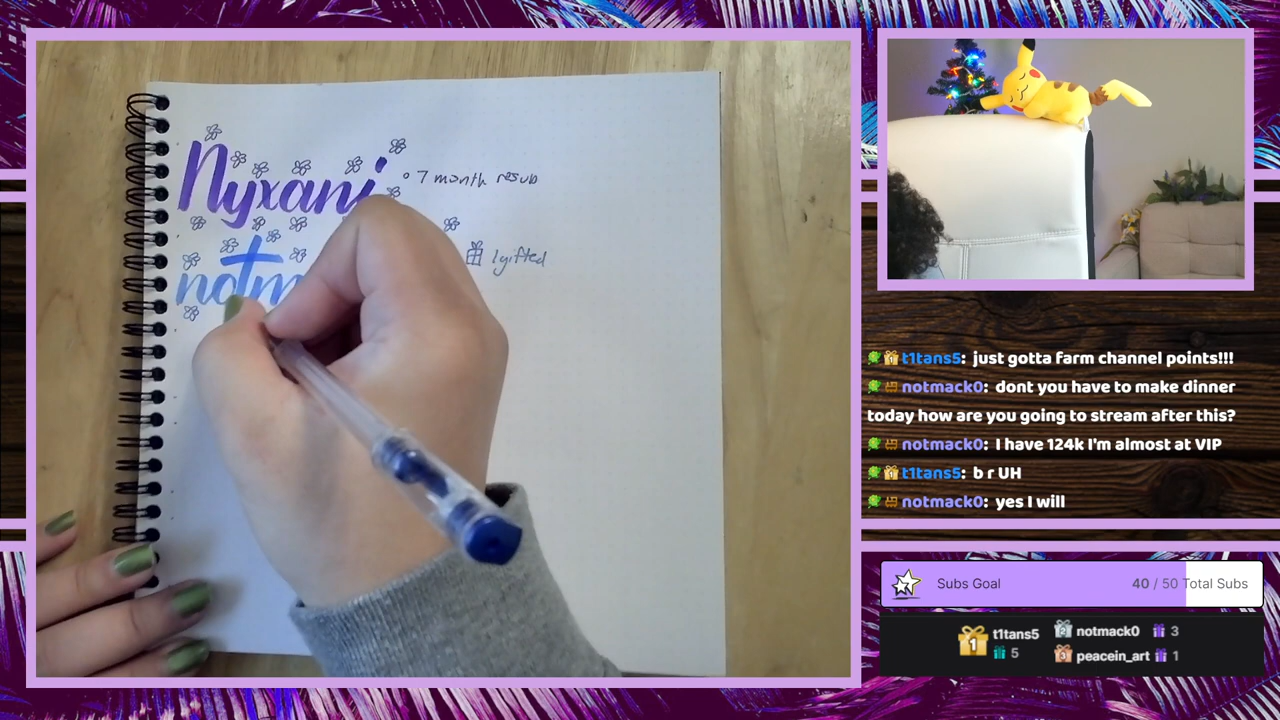 Nyxani
7 month resub
notm
1 gifted
t1tans5: just gotta farm channel points!!!
notmack0: dont you have to make dinner
today how are you going to stream after this?
notmack0: I have 124k I'm almost at VIP
t1tans5: b r UH
notmack0: yes I will
Subs Goal 40 / 50 Total Subs
1 t1tans5 5
2 notmack0 3
3 peacein_art 1